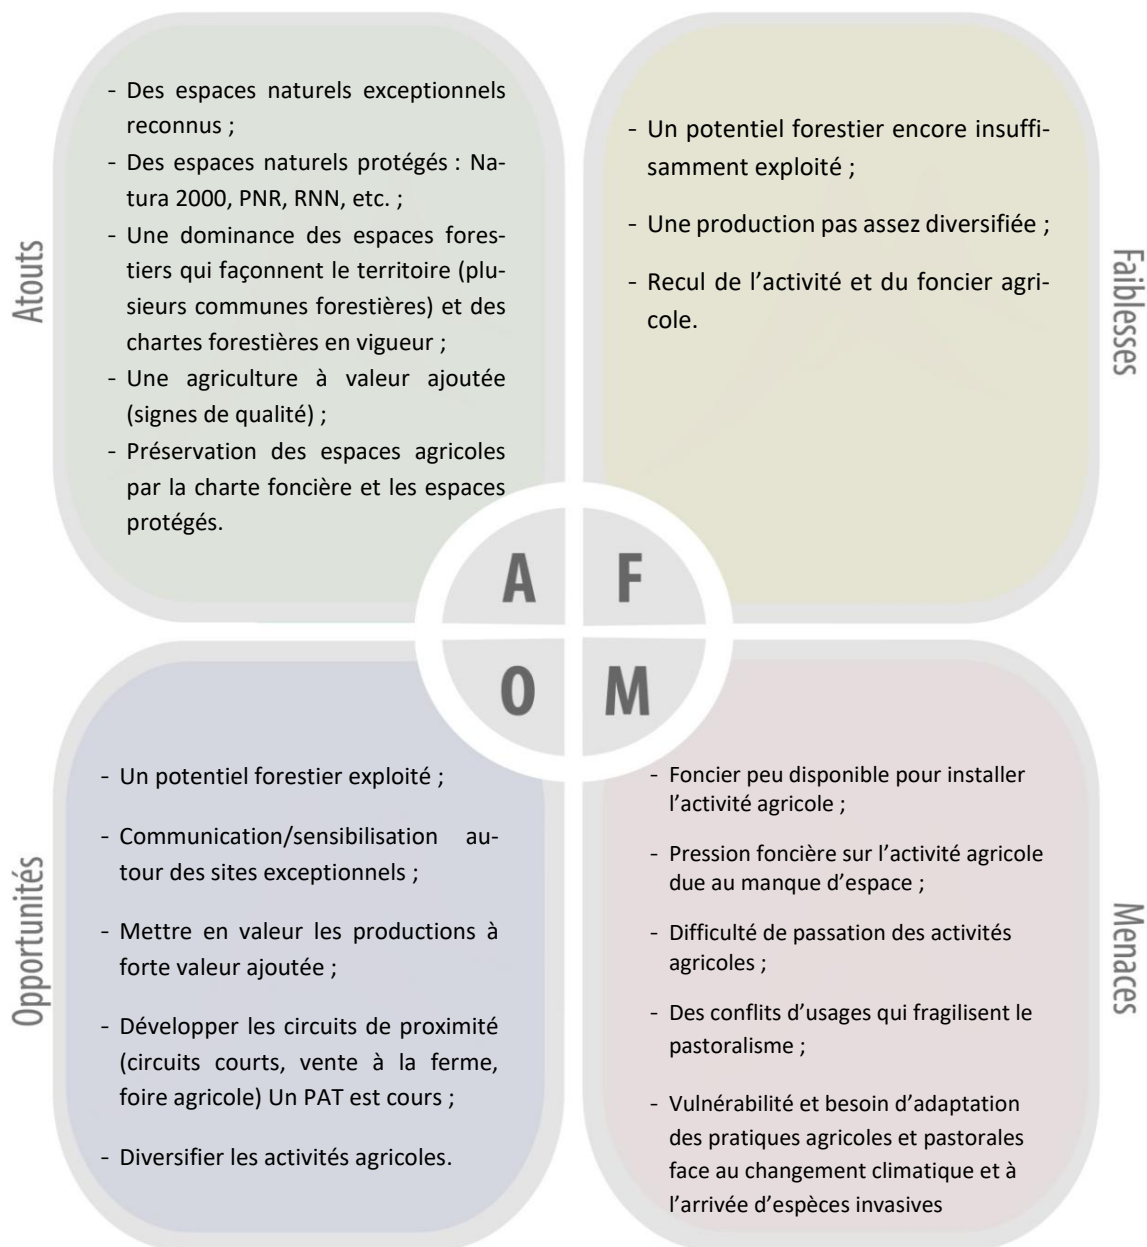 Atouts
- Des espaces naturels exceptionnels
reconnus ;
- Des espaces naturels protégés : Na-
tura 2000, PNR, RNN, etc. ;
- Une dominance des espaces fores-
tiers qui façonnent le territoire (plu-
sieurs communes forestières) et des
chartes forestières en vigueur ;
- Une agriculture à valeur ajoutée
(signes de qualité) ;
- Préservation des espaces agricoles
par la charte foncière et les espaces
protégés.
Faiblesses
- Un potentiel forestier encore insuffi-
samment exploité ;
- Une production pas assez diversifiée ;
- Recul de l’activité et du foncier agri-
cole.
A
F
O
M
Opportunités
- Un potentiel forestier exploité ;
- Communication/sensibilisation au-
tour des sites exceptionnels ;
- Mettre en valeur les productions à
forte valeur ajoutée ;
- Développer les circuits de proximité
(circuits courts, vente à la ferme,
foire agricole) Un PAT est cours ;
- Diversifier les activités agricoles.
Menaces
- Foncier peu disponible pour installer
l’activité agricole ;
- Pression foncière sur l’activité agricole
due au manque d’espace ;
- Difficulté de passation des activités
agricoles ;
- Des conflits d’usages qui fragilisent le
pastoralisme ;
- Vulnérabilité et besoin d’adaptation
des pratiques agricoles et pastorales
face au changement climatique et à
l’arrivée d’espèces invasives